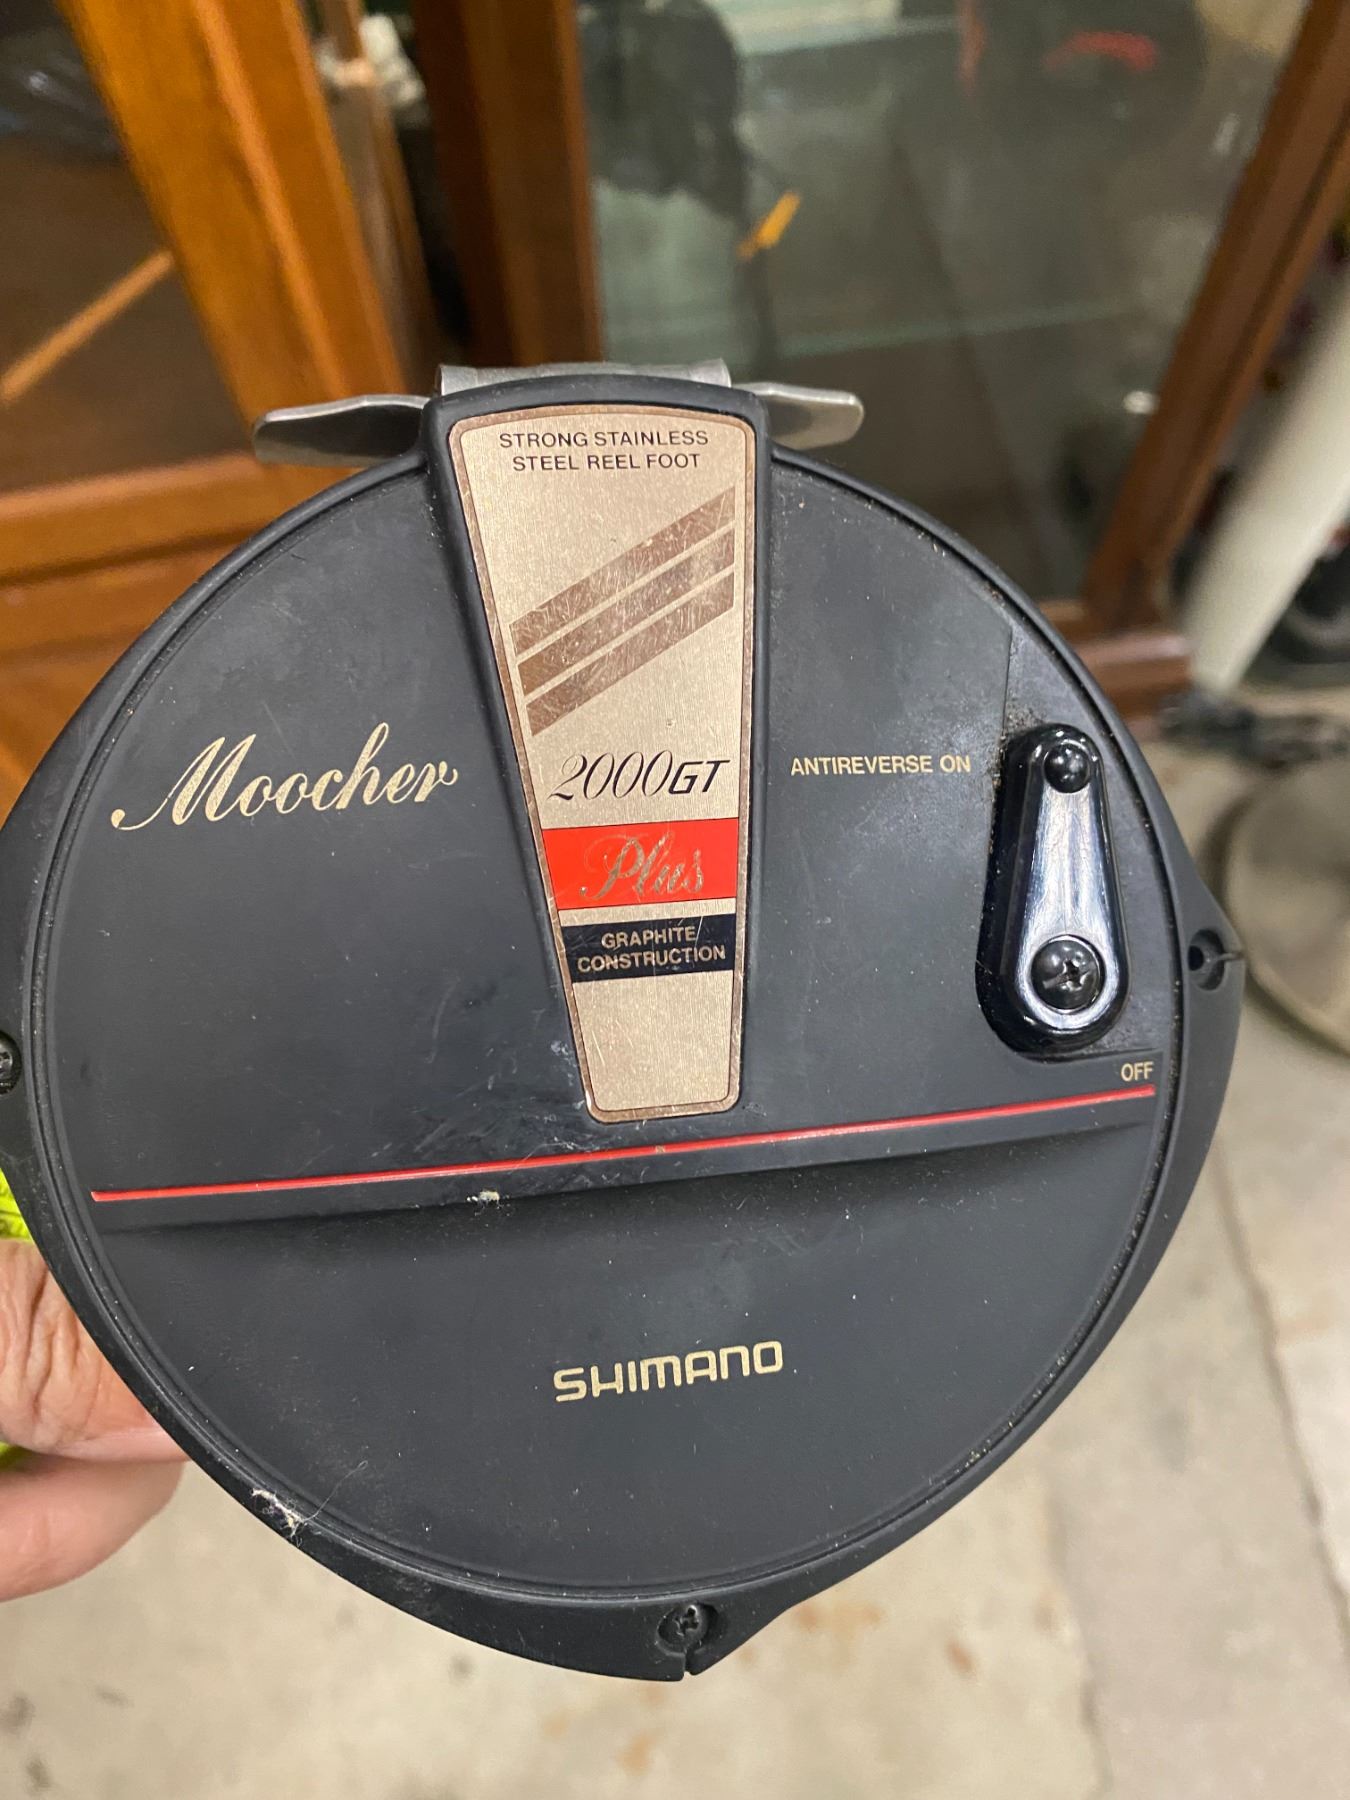 STRONG STAINLESS
STEEL REEL FOOT
Moocher
2000GT
Plus
GRAPHITE
CONSTRUCTION
ANTIREVERSE ON
OFF
SHIMANO